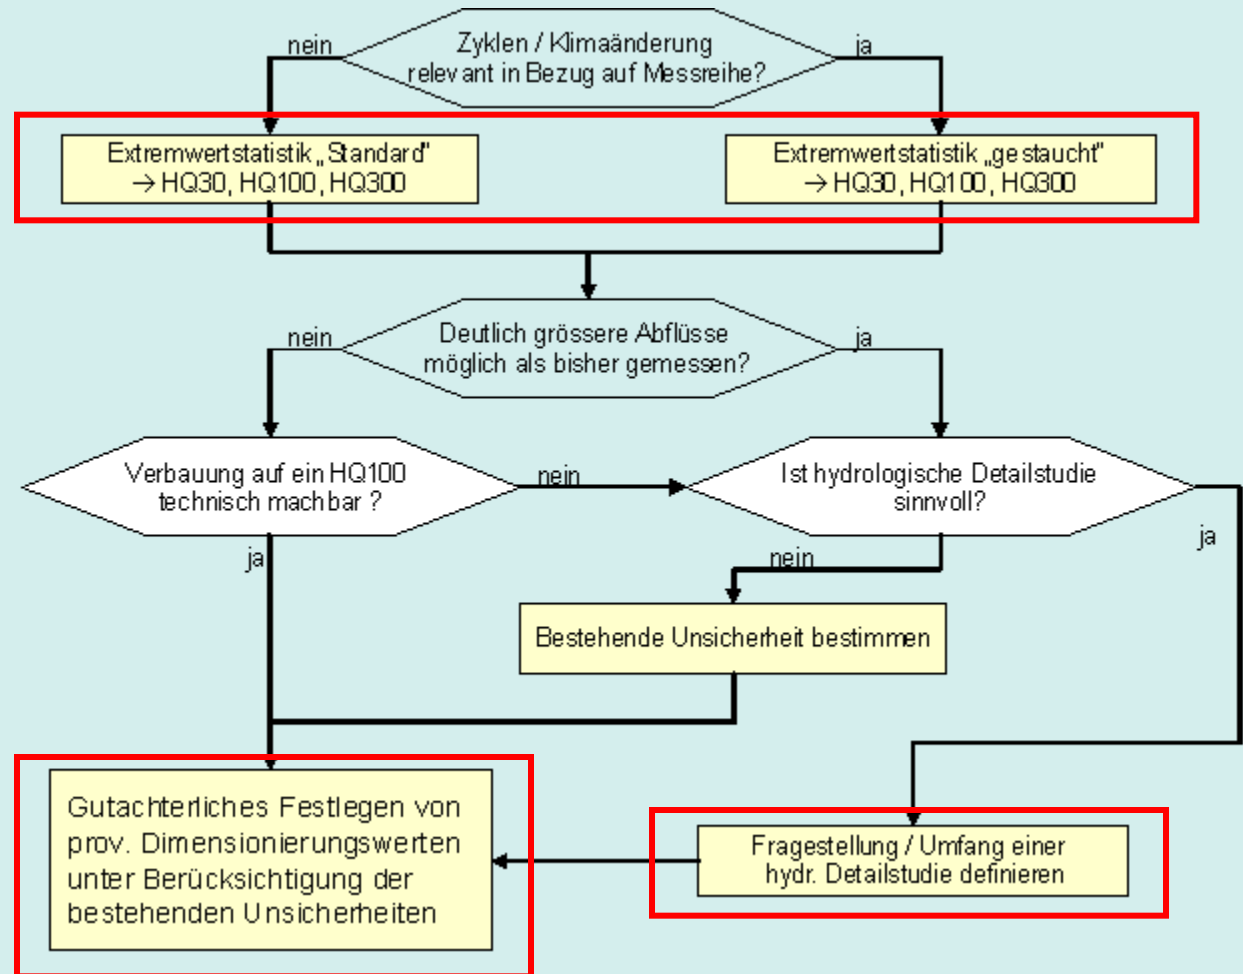 Zyklen / Klimaänderung
relevant in Bezug auf Messreihe?
nein
ja
Extremwertstatistik „Standard"
→ HQ30, HQ100, HQ300
Extremwertstatistik „gestaucht"
→ HQ30, HQ100, HQ300
Deutlich grössere Abflüsse
möglich als bisher gemessen?
nein
ja
Verbauung auf ein HQ100
technisch machbar ?
nein
Ist hydrologische Detailstudie
sinnvoll?
ja
nein
ja
Bestehende Unsicherheit bestimmen
Gutachterliches Festlegen von
prov. Dimensionierungswerten
unter Berücksichtigung der
bestehenden Unsicherheiten
Fragestellung / Umfang einer
hydr. Detailstudie definieren